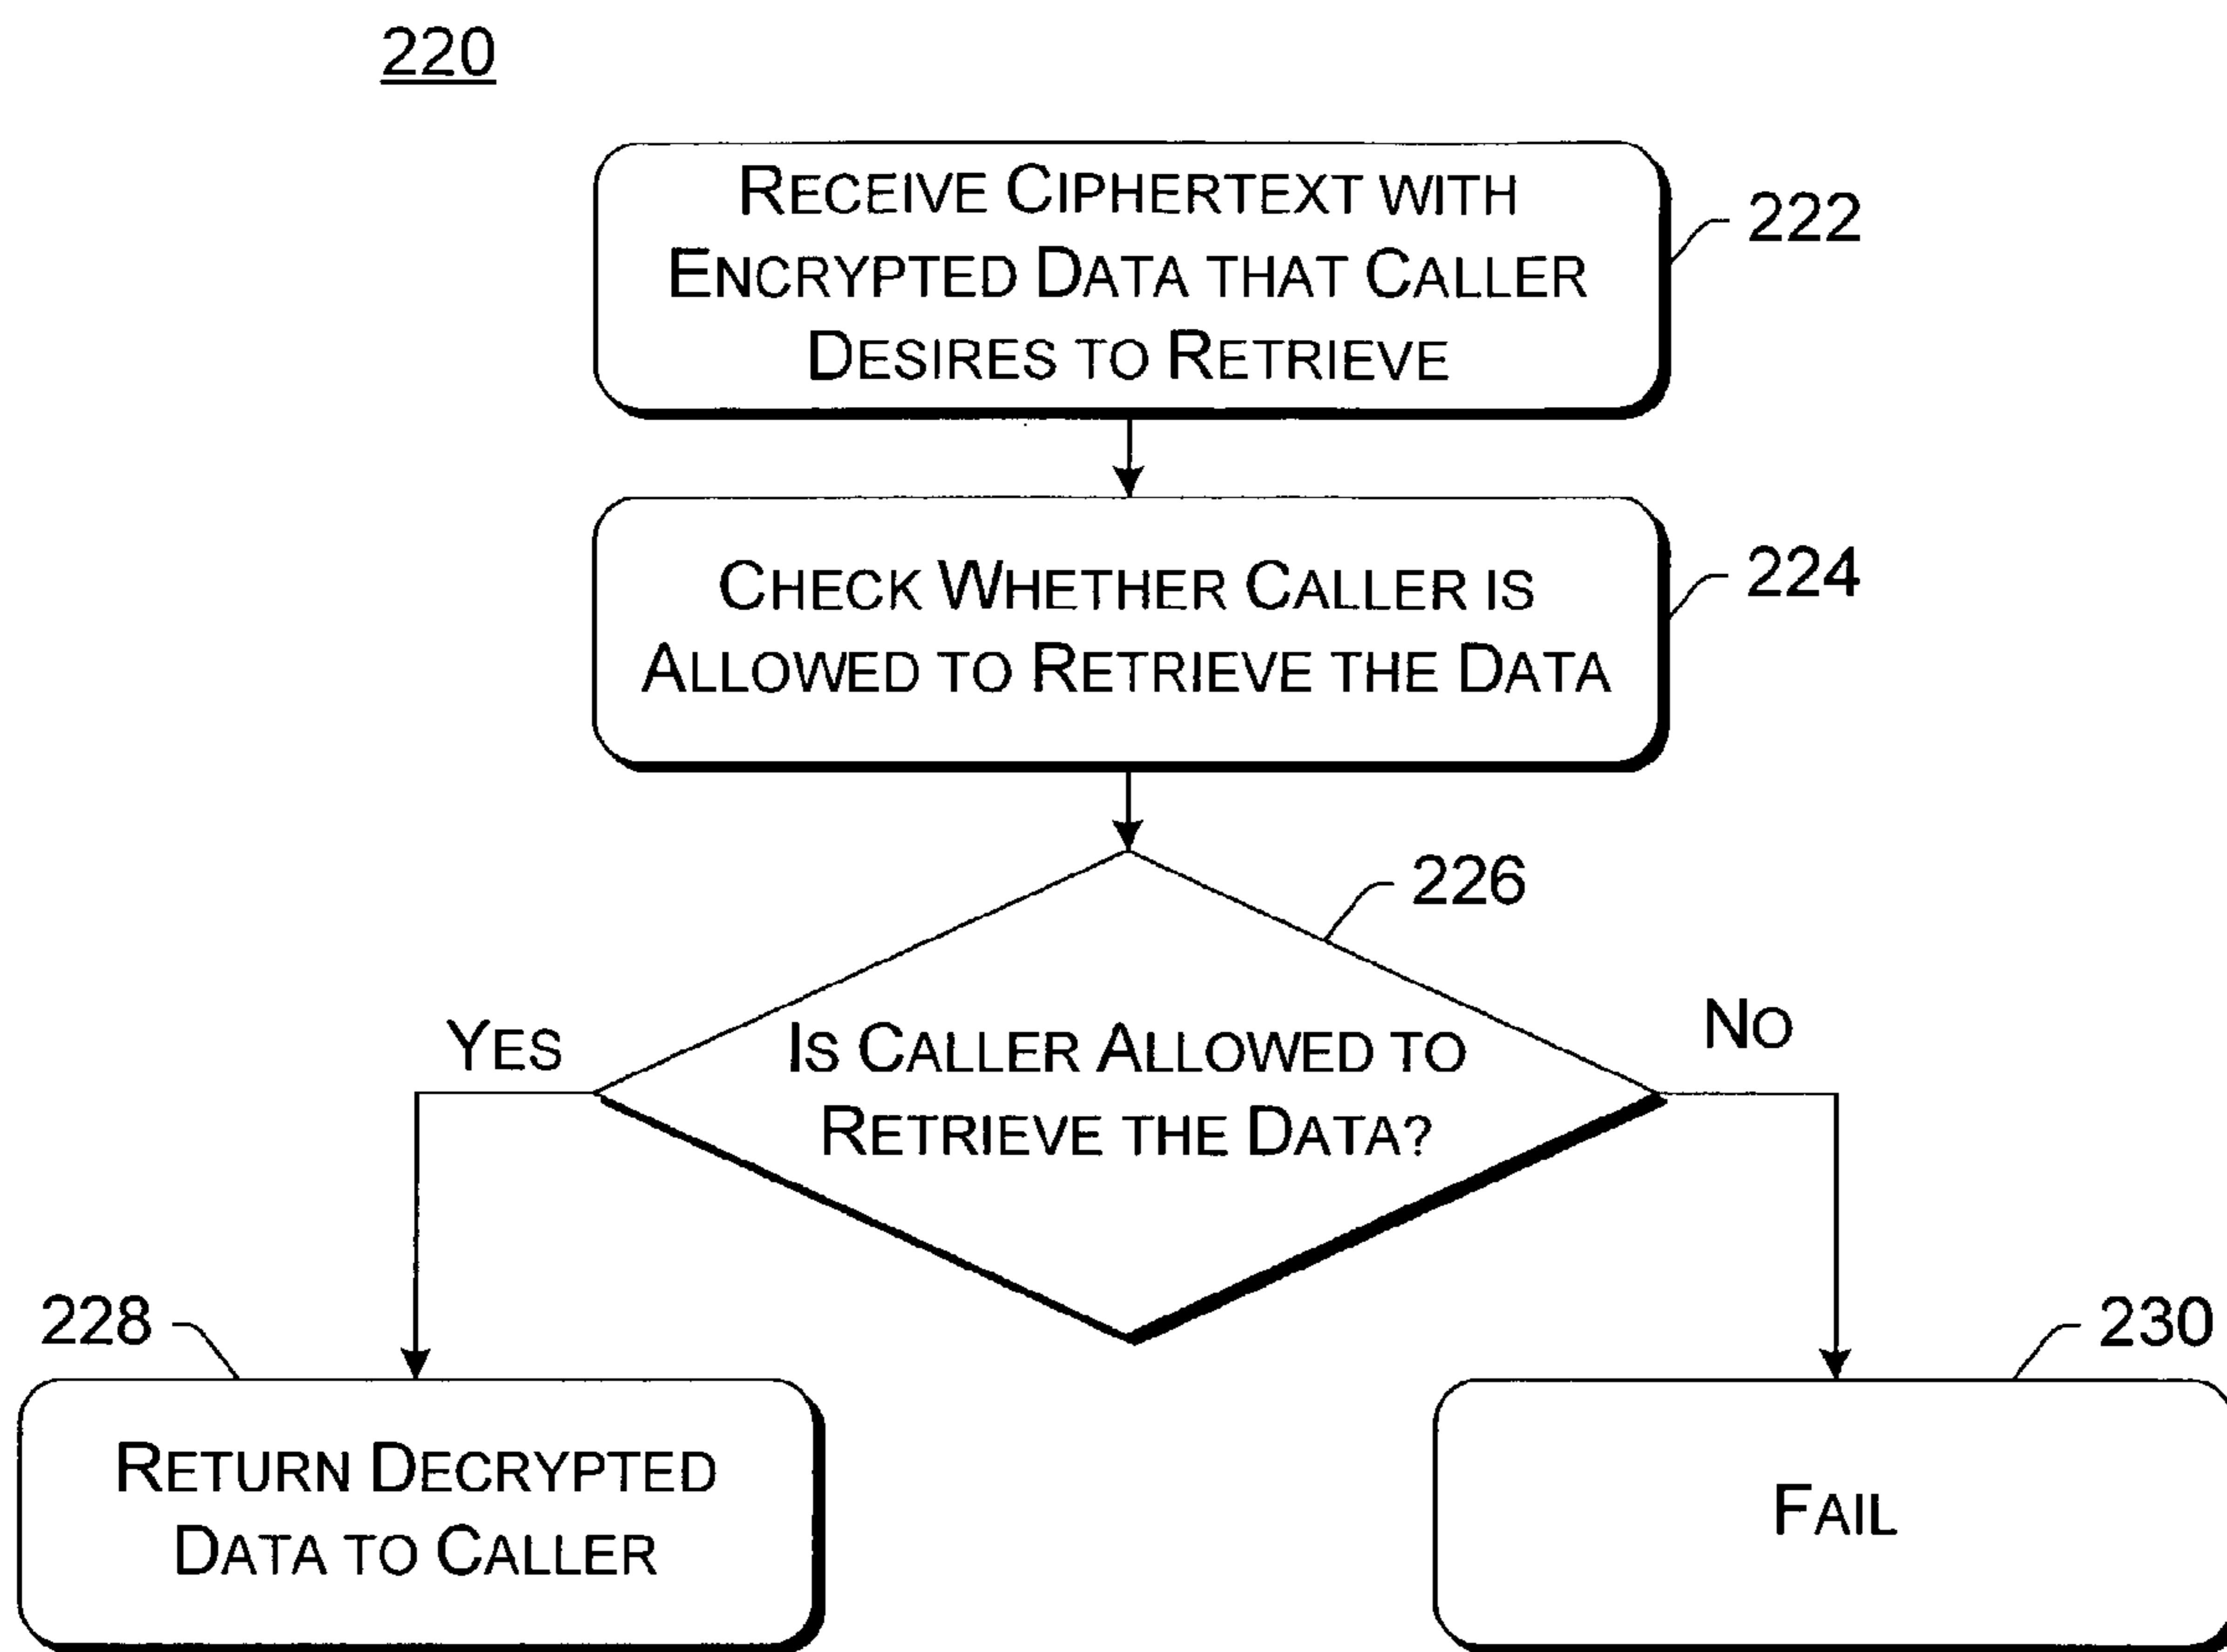 220
RECEIVE CIPHERTEXT WITH
ENCRYPTED DATA THAT CALLER
DESIRES TO RETRIEVE
222
CHECK WHETHER CALLER IS
ALLOWED TO RETRIEVE THE DATA
224
226
YES
IS CALLER ALLOWED TO
RETRIEVE THE DATA?
NO
228
RETURN DECRYPTED
DATA TO CALLER
230
FAIL